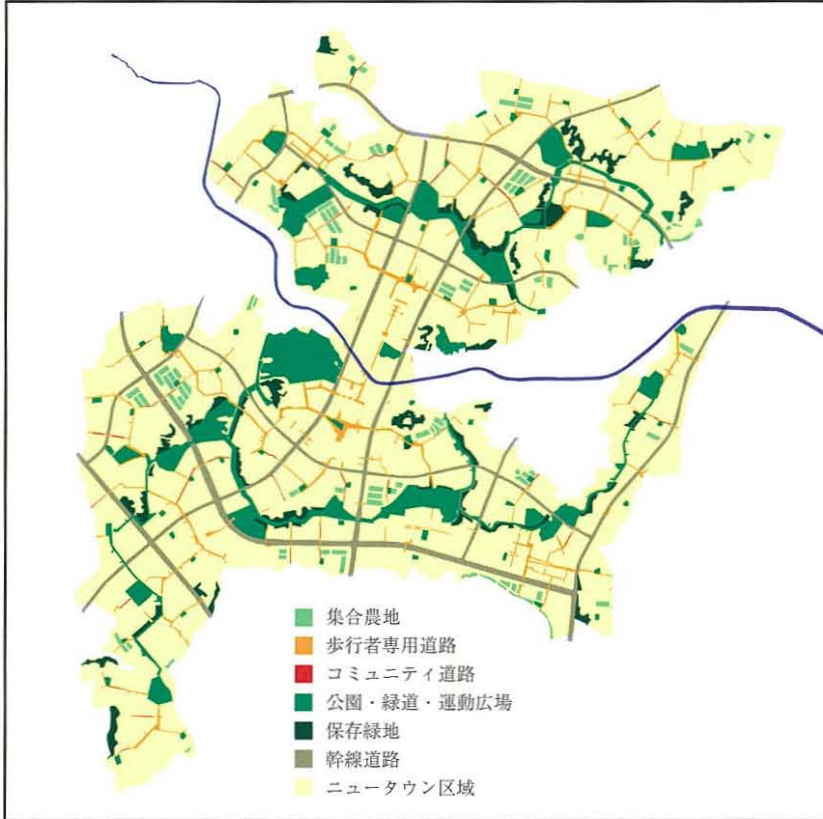 集合農地
歩行者専用道路
コミュニティ道路
公園・緑道・運動広場
保存緑地
幹線道路
ニュータウン区域